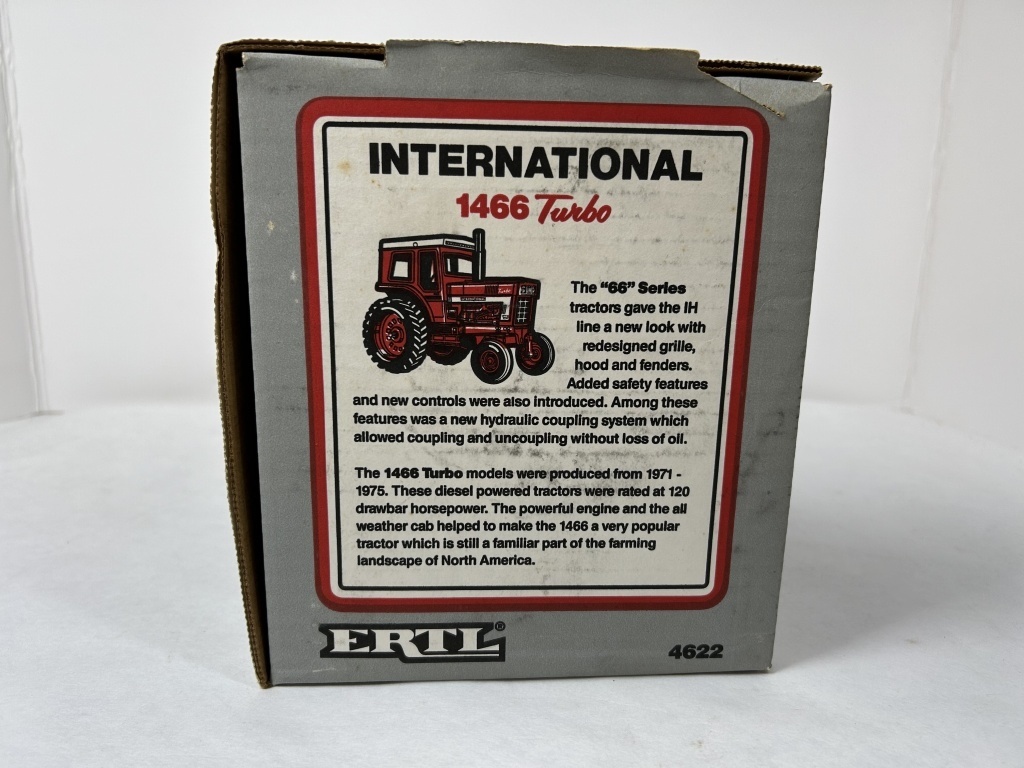 INTERNATIONAL
1466 Turbo
The "66" Series
tractors gave the IH
line a new look with
redesigned grille,
hood and fenders.
Added safety features
and new controls were also introduced. Among these
features was a new hydraulic coupling system which
allowed coupling and uncoupling without loss of oil.
The 1466 Turbo models were produced from 1971 -
1975. These diesel powered tractors were rated at 120
drawbar horsepower. The powerful engine and the all
weather cab helped to make the 1466 a very popular
tractor which is still a familiar part of the farming
landscape of North America.
ERTL®
4622